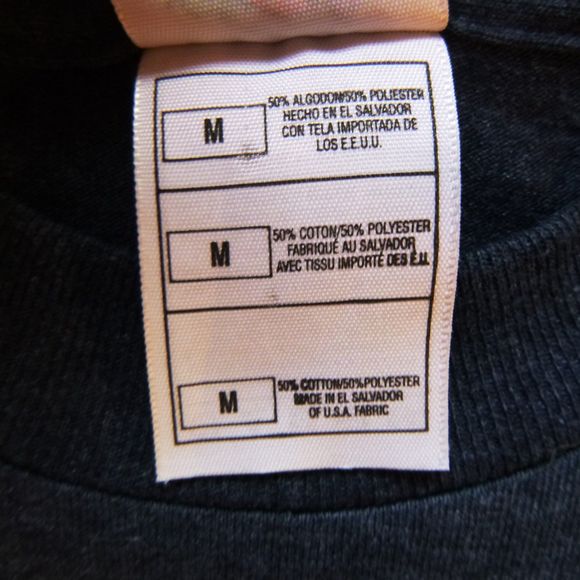 M
50% ALGODON/50% POLIESTER
HECHO EN EL SALVADOR
CON TELA IMPORTADA DE
LOS E.E.U.U.
M
50% COTON/50% POLYESTER
FABRIQUÉ AU SALVADOR
AVEC TISSU IMPORTÉ DES É.U.
M
50% COTTON/50%POLYESTER
MADE IN EL SALVADOR
OF U.S.A. FABRIC